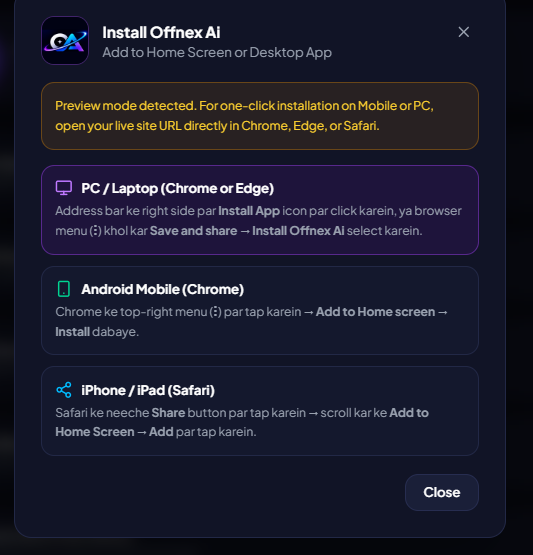 Install Offnex Ai
Add to Home Screen or Desktop App
Preview mode detected. For one-click installation on Mobile or PC,
open your live site URL directly in Chrome, Edge, or Safari.
PC / Laptop (Chrome or Edge)
Address bar ke right side par Install App icon par click karein, ya browser
menu (⋮) khol kar Save and share → Install Offnex Ai select karein.
Android Mobile (Chrome)
Chrome ke top-right menu (⋮) par tap karein → Add to Home screen →
Install dabaye.
iPhone / iPad (Safari)
Safari ke neeche Share button par tap karein → scroll kar ke Add to
Home Screen → Add par tap karein.
Close